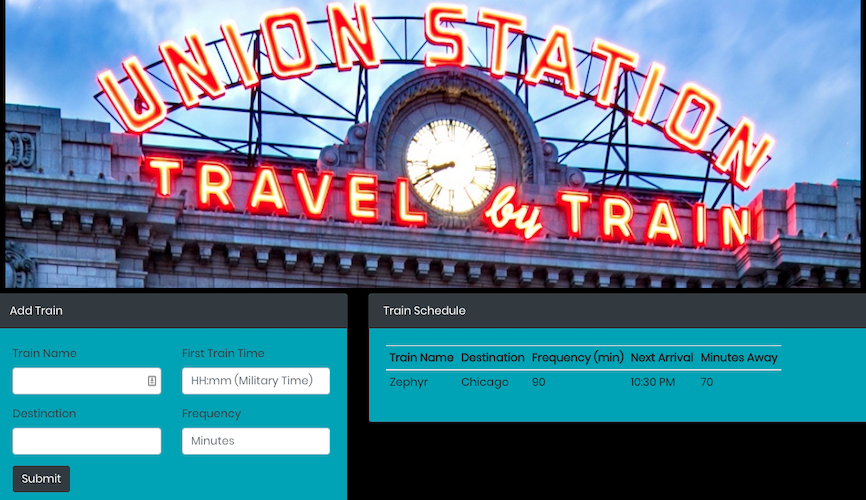 UNION STATION
TRAVEL by TRAIN
Add Train
Train Name
First Train Time
HH:mm (Military Time)
Destination
Frequency
Minutes
Submit
Train Schedule
Train Name Destination Frequency (min) Next Arrival Minutes Away
Zephyr Chicago 90 10:30 PM 70